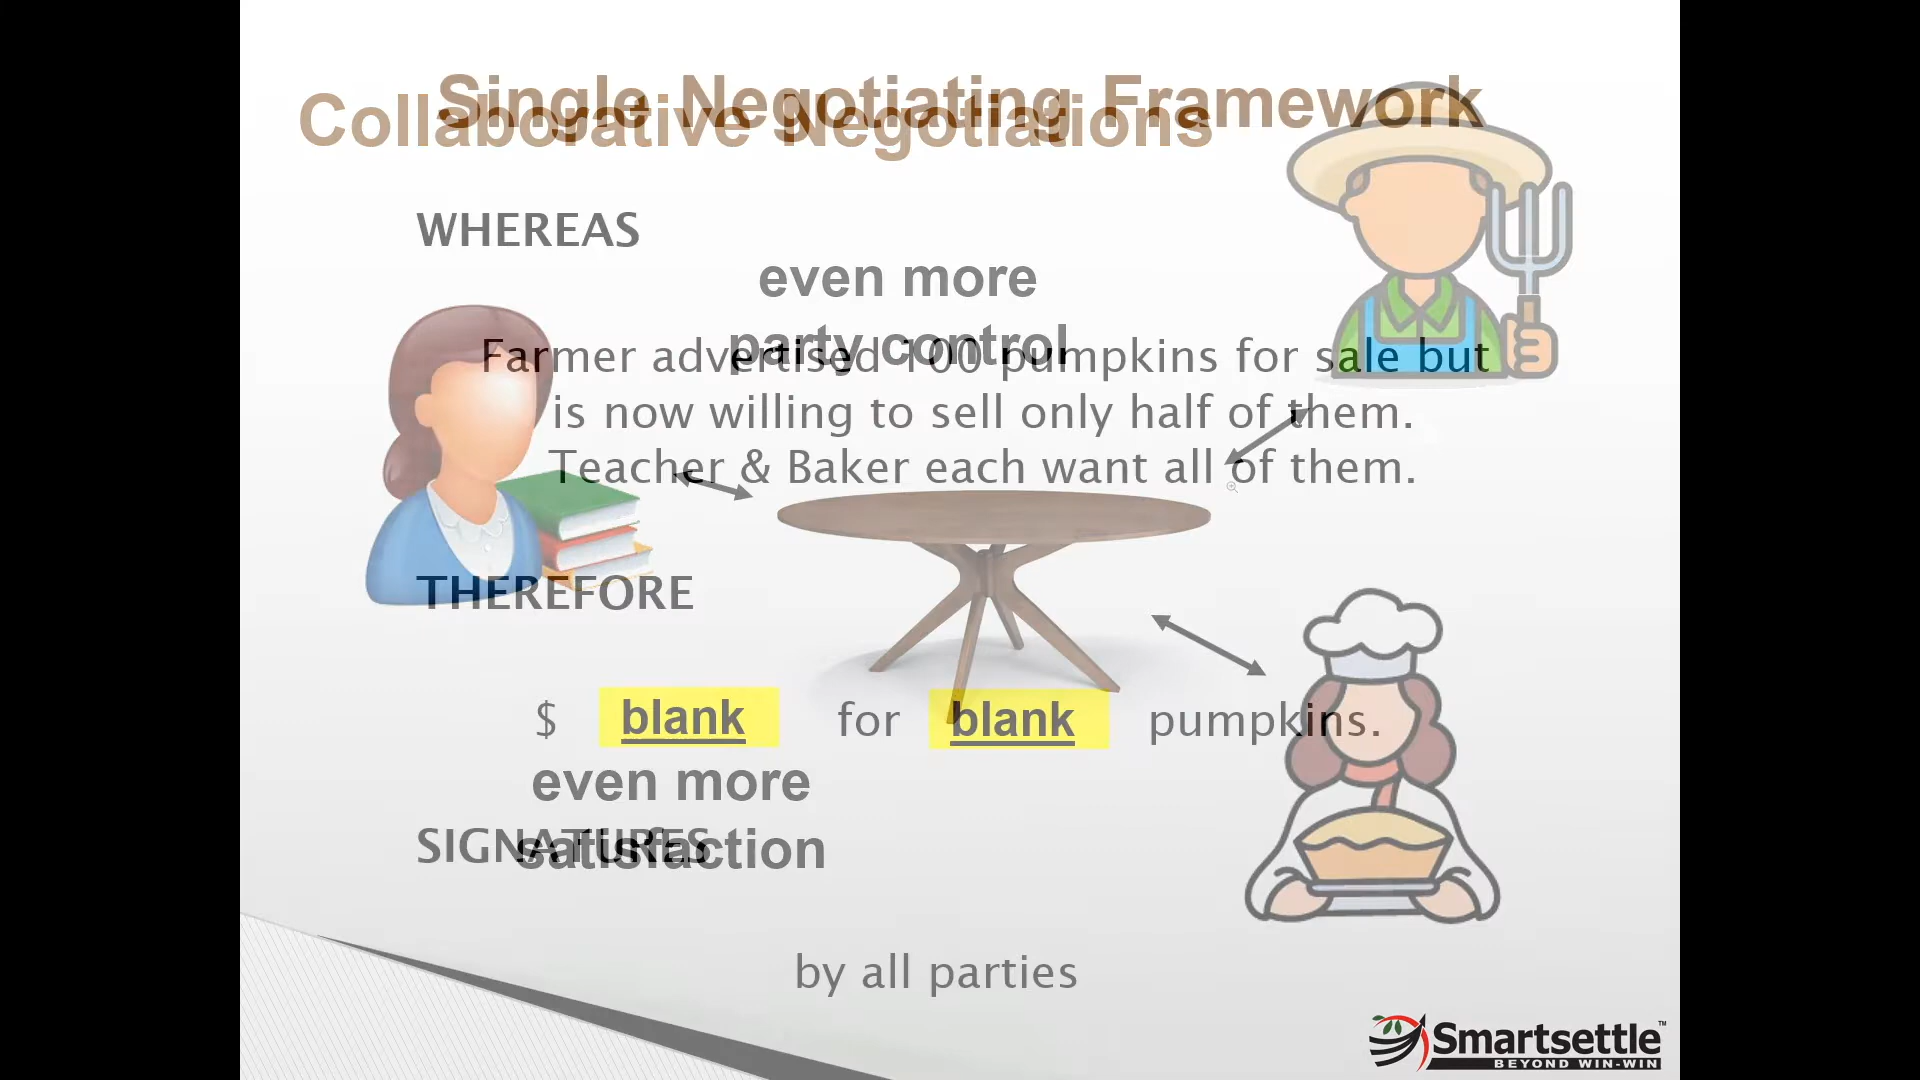 Single Negotiating Framework
Collaborative Negotiations
WHEREAS
even more
party control
Farmer advertised 100 pumpkins for sale but
is now willing to sell only half of them.
Teacher & Baker each want all of them.
THEREFORE
$ blank for blank pumpkins.
even more
satisfaction
SIGNATURES
by all parties
Smartsettle™
BEYOND WIN-WIN